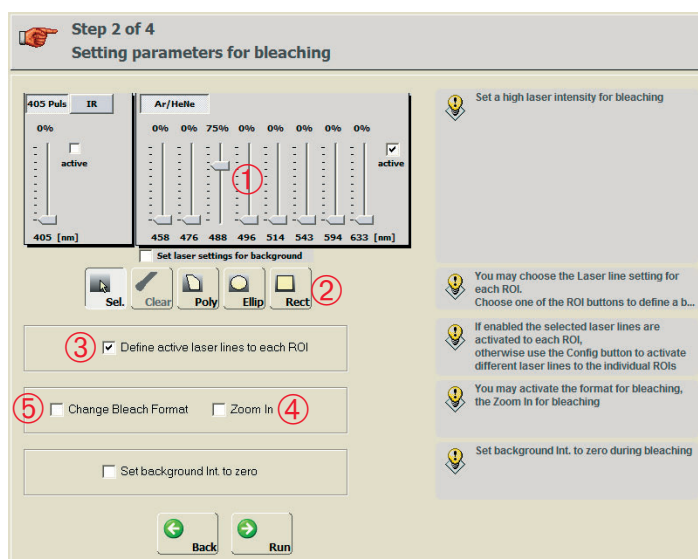 Step 2 of 4
Setting parameters for bleaching
405 Puls IR Ar/HeNe
0% 0% 0% 75% 0% 0% 0% 0% 0%
①
active active
405 [nm] 458 476 488 496 514 543 594 633 [nm]
Set laser settings for background
Sel. Clear Poly Ellip Rect ②
③ Define active laser lines to each ROI
⑤ Change Bleach Format Zoom In ④
Set background Int. to zero
Back Run
Set a high laser intensity for bleaching
You may choose the Laser line setting for
each ROI.
Choose one of the ROI buttons to define a b...
If enabled the selected laser lines are
activated to each ROI,
otherwise use the Config button to activate
different laser lines to the individual ROIs
You may activate the format for bleaching,
the Zoom In for bleaching
Set background Int. to zero during bleaching